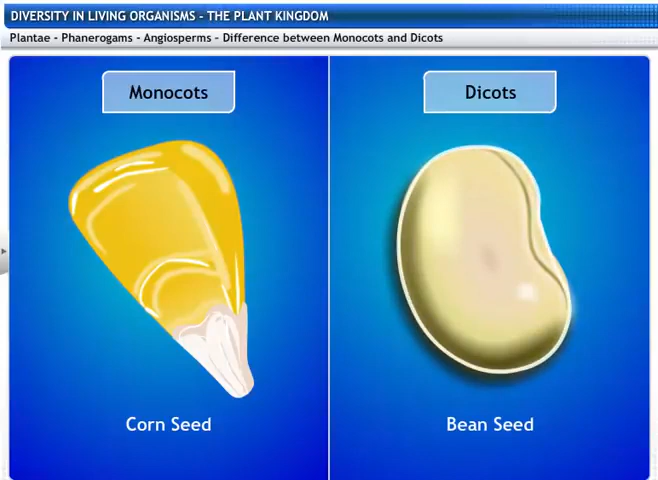 DIVERSITY IN LIVING ORGANISMS - THE PLANT KINGDOM
Plantae - Phanerogams - Angiosperms - Difference between Monocots and Dicots
Monocots
Dicots
Corn Seed
Bean Seed